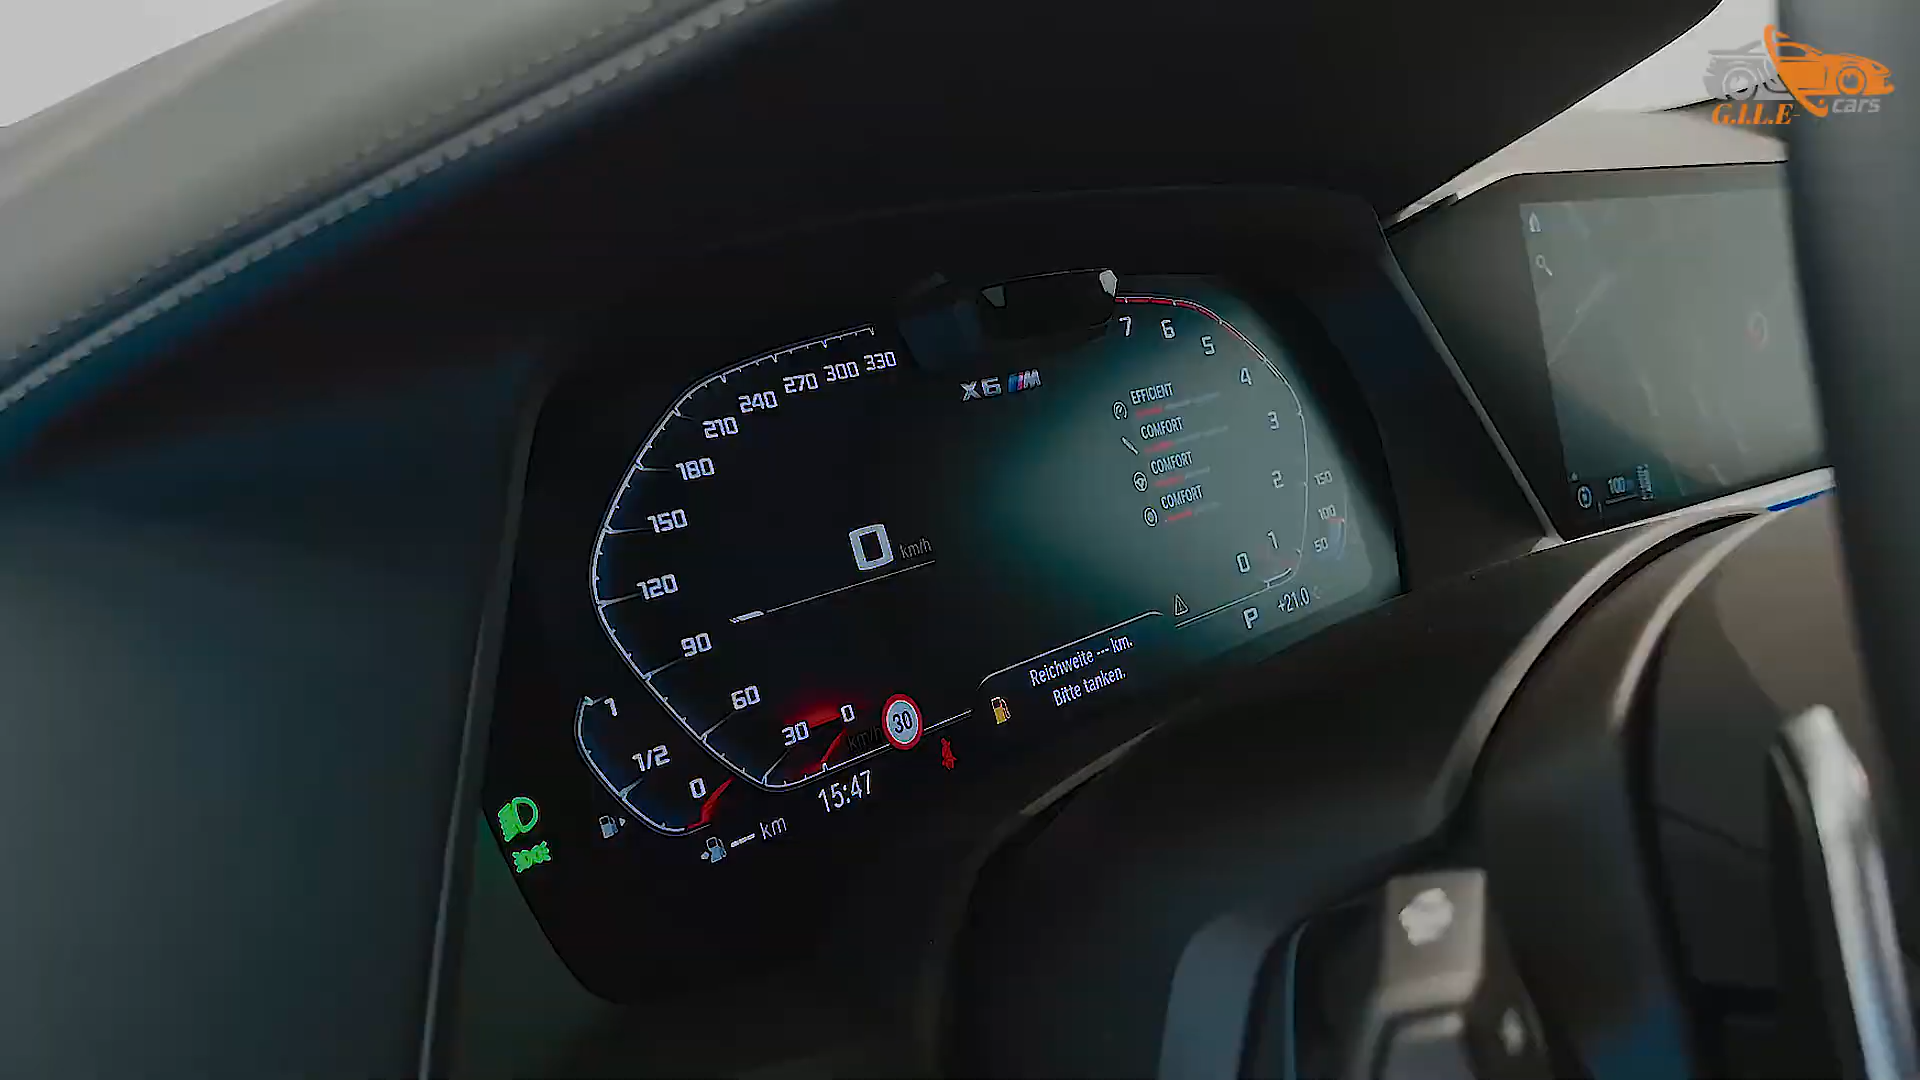 G.I.L.E
cars
7
6
5
4
3
2
1
0
150
100
50
330
300
270
240
210
180
150
120
90
60
30
0
X6 M
EFFICIENT
COMFORT
COMFORT
COMFORT
0 km/h
km/h
30
Reichweite --- km.
Bitte tanken.
P +21.0
1
1/2
0
15:47
--- km
100